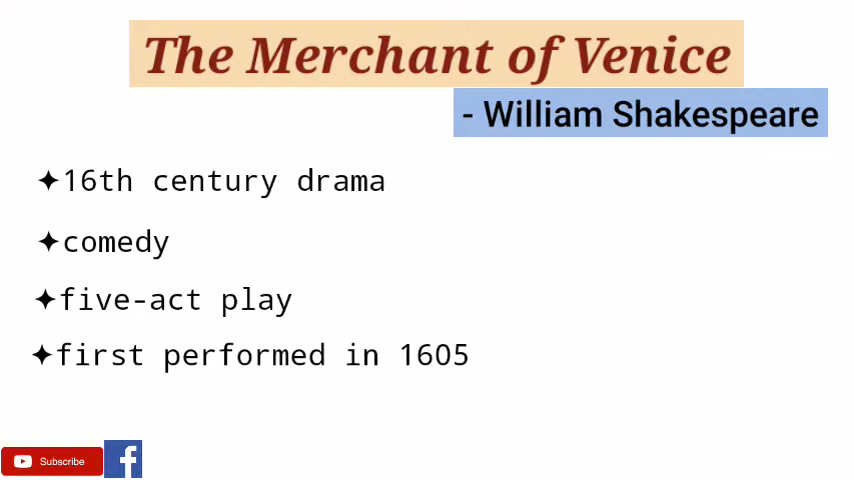 The Merchant of Venice
- William Shakespeare
✦16th century drama
✦comedy
✦five-act play
✦first performed in 1605
Subscribe
f